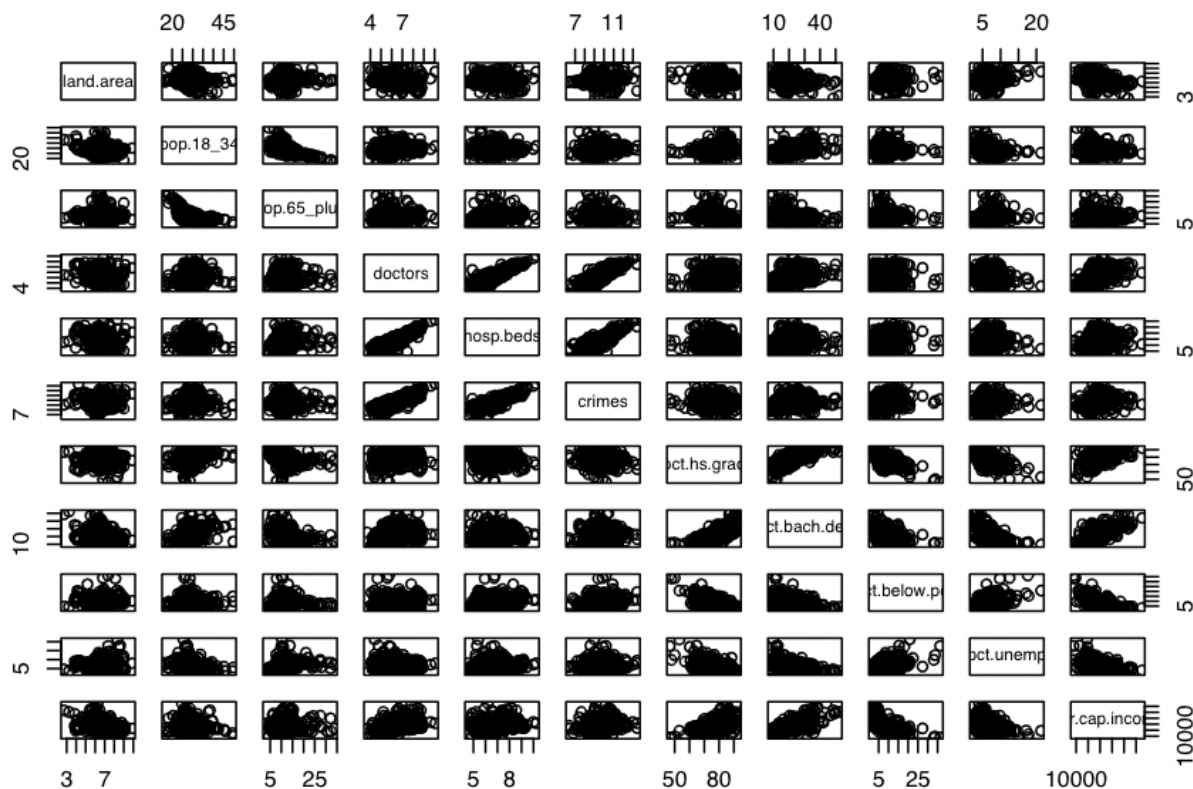 20 45 4 7 7 11 10 40 5 20
land.area
3
20
pop.18_34
5
op.65_plu
4
doctors
5
hosp.beds
7
crimes
50
pct.hs.grad
10
ct.bach.de
5
ct.below.po
5
pct.unemp
10000
r.cap.incor
3 7 5 25 5 8 50 80 5 25 10000